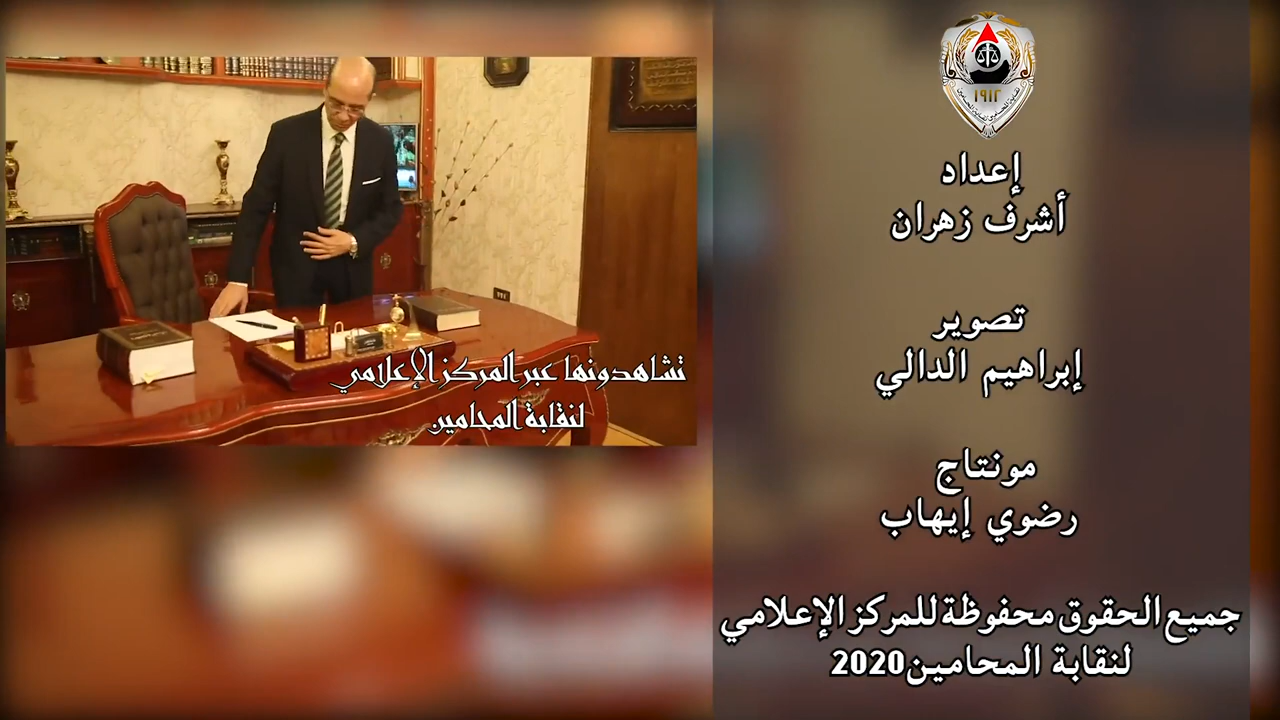 ١٩١٢
إعداد
أشرف زهران
تصوير
إبراهيم الدالي
مونتاج
رضوي إيهاب
جميع الحقوق محفوظة للمركز الإعلامي
لنقابة المحامين2020
تشاهدونها عبر المركز الإعلامي
لنقابة المحامين